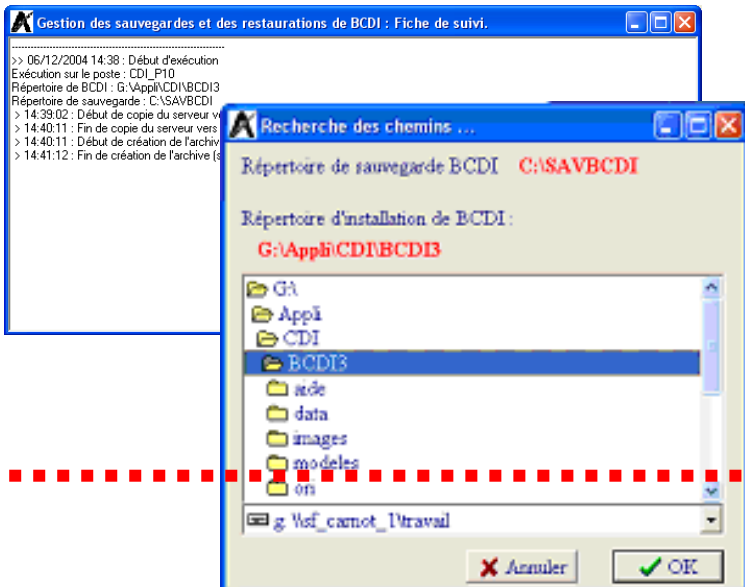 Gestion des sauvegardes et des restaurations de BCDI : Fiche de suivi.
>> 06/12/2004 14:38 : Début d'exécution
Exécution sur le poste : CDI_P10
Répertoire de BCDI : G:\Appli\CDI\BCDI3
Répertoire de sauvegarde : C:\SAVBCDI
> 14:39:02 : Début de copie du serveur
> 14:40:11 : Fin de copie du serveur vers
> 14:40:11 : Début de création de l'archiv
> 14:41:12 : Fin de création de l'archive
Recherche des chemins ...
Répertoire de sauvegarde BCDI C:\SAVBCDI
Répertoire d'installation de BCDI :
G:\Appli\CDI\BCDI3
G:\
Appli
CDI
BCDI3
aide
data
images
modeles
ori
g: \\sf_carnot_1\travail
Annuler
OK